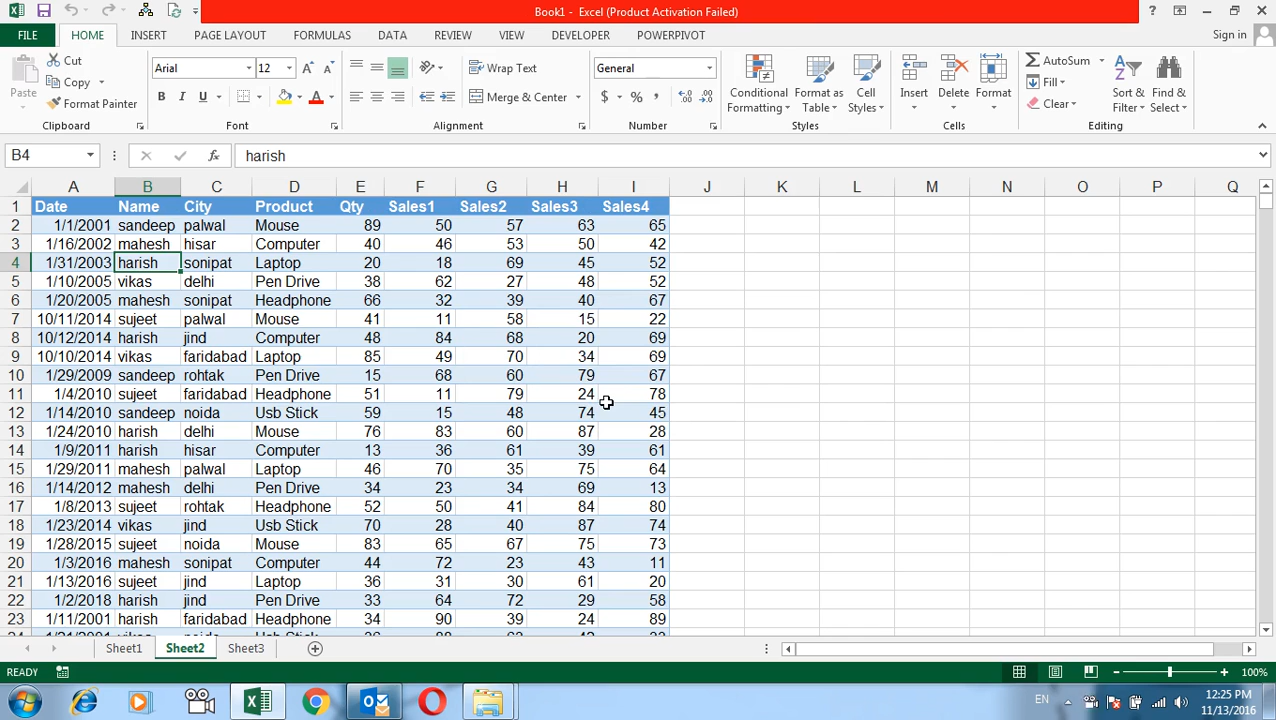 Book1 - Excel (Product Activation Failed)
FILE HOME INSERT PAGE LAYOUT FORMULAS DATA REVIEW VIEW DEVELOPER POWERPIVOT Sign in
Paste
Cut
Copy
Format Painter
Arial 12
B I U
Wrap Text
Merge & Center
General
$ % ,
Conditional Formatting
Format as Table
Cell Styles
Insert Delete Format
AutoSum
Fill
Clear
Sort & Filter
Find & Select
Clipboard Font Alignment Number Styles Cells Editing
B4 fx harish
A B C D E F G H I J K L M N O P Q
1 Date Name City Product Qty Sales1 Sales2 Sales3 Sales4
2 1/1/2001 sandeep palwal Mouse 89 50 57 63 65
3 1/16/2002 mahesh hisar Computer 40 46 53 50 42
4 1/31/2003 harish sonipat Laptop 20 18 69 45 52
5 1/10/2005 vikas delhi Pen Drive 38 62 27 48 52
6 1/20/2005 mahesh sonipat Headphone 66 32 39 40 67
7 10/11/2014 sujeet palwal Mouse 41 11 58 15 22
8 10/12/2014 harish jind Computer 48 84 68 20 69
9 10/10/2014 vikas faridabad Laptop 85 49 70 34 69
10 1/29/2009 sandeep rohtak Pen Drive 15 68 60 79 67
11 1/4/2010 sujeet faridabad Headphone 51 11 79 24 78
12 1/14/2010 sandeep noida Usb Stick 59 15 48 74 45
13 1/24/2010 harish delhi Mouse 76 83 60 87 28
14 1/9/2011 harish hisar Computer 13 36 61 39 61
15 1/29/2011 mahesh palwal Laptop 46 70 35 75 64
16 1/14/2012 mahesh delhi Pen Drive 34 23 34 69 13
17 1/8/2013 sujeet rohtak Headphone 52 50 41 84 80
18 1/23/2014 vikas jind Usb Stick 70 28 40 87 74
19 1/28/2015 sujeet noida Mouse 83 65 67 75 73
20 1/3/2016 mahesh sonipat Computer 44 72 23 43 11
21 1/13/2016 sujeet jind Laptop 36 31 30 61 20
22 1/2/2018 harish jind Pen Drive 33 64 72 29 58
23 1/11/2001 harish faridabad Headphone 34 90 39 24 89
Sheet1 Sheet2 Sheet3
READY 100%
EN 12:25 PM
11/13/2016